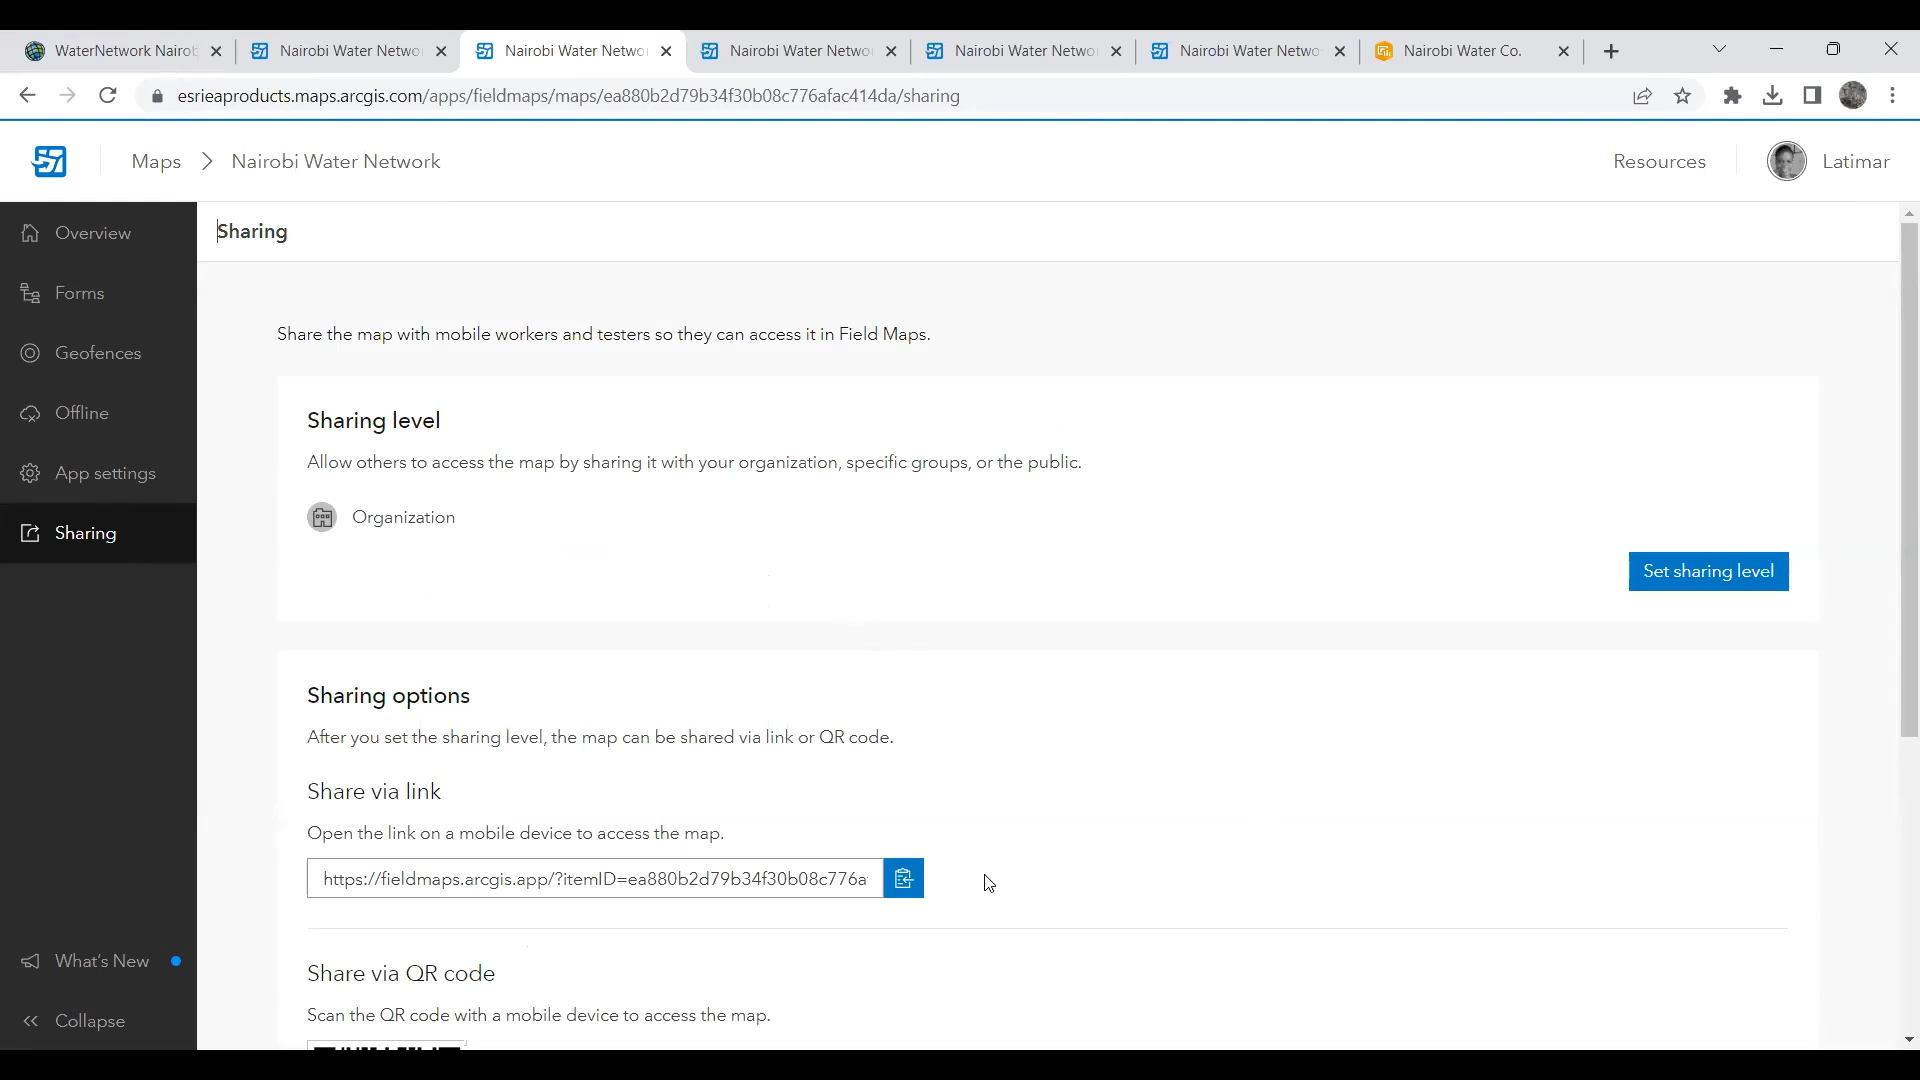 WaterNetwork Nairob
Nairobi Water Netwo
Nairobi Water Netwo
Nairobi Water Netwo
Nairobi Water Netwo
Nairobi Water Netwo
Nairobi Water Co.
esrieaproducts.maps.arcgis.com/apps/fieldmaps/maps/ea880b2d79b34f30b08c776afac414da/sharing
Maps > Nairobi Water Network
Resources
Latimar
Overview
Forms
Geofences
Offline
App settings
Sharing
What's New
Collapse
Sharing
Share the map with mobile workers and testers so they can access it in Field Maps.
Sharing level
Allow others to access the map by sharing it with your organization, specific groups, or the public.
Organization
Set sharing level
Sharing options
After you set the sharing level, the map can be shared via link or QR code.
Share via link
Open the link on a mobile device to access the map.
https://fieldmaps.arcgis.app/?itemID=ea880b2d79b34f30b08c776a
Share via QR code
Scan the QR code with a mobile device to access the map.